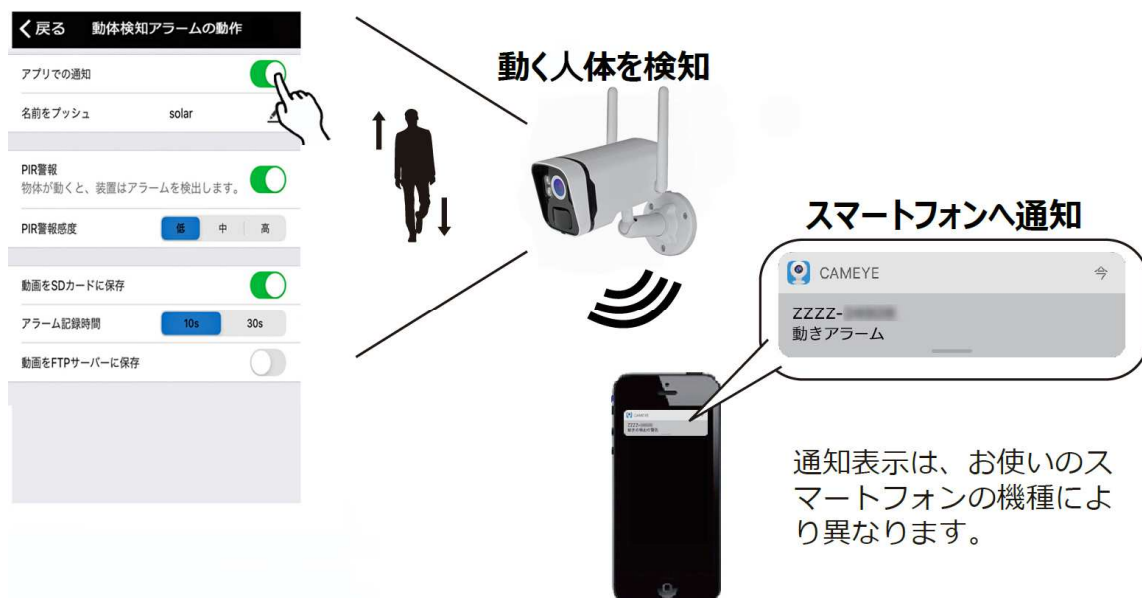 戻る 動体検知アラームの動作
アプリでの通知
名前をプッシュ solar
PIR警報
物体が動くと、装置はアラームを検出します。
PIR警報感度 低 中 高
動画をSDカードに保存
アラーム記録時間 10s 30s
動画をFTPサーバーに保存
動く人体を検知
スマートフォンへ通知
CAMEYE 今
ZZZZ-
動きアラーム
CAMEYE
ZZZZ-
通知表示は、お使いのス
マートフォンの機種によ
り異なります。